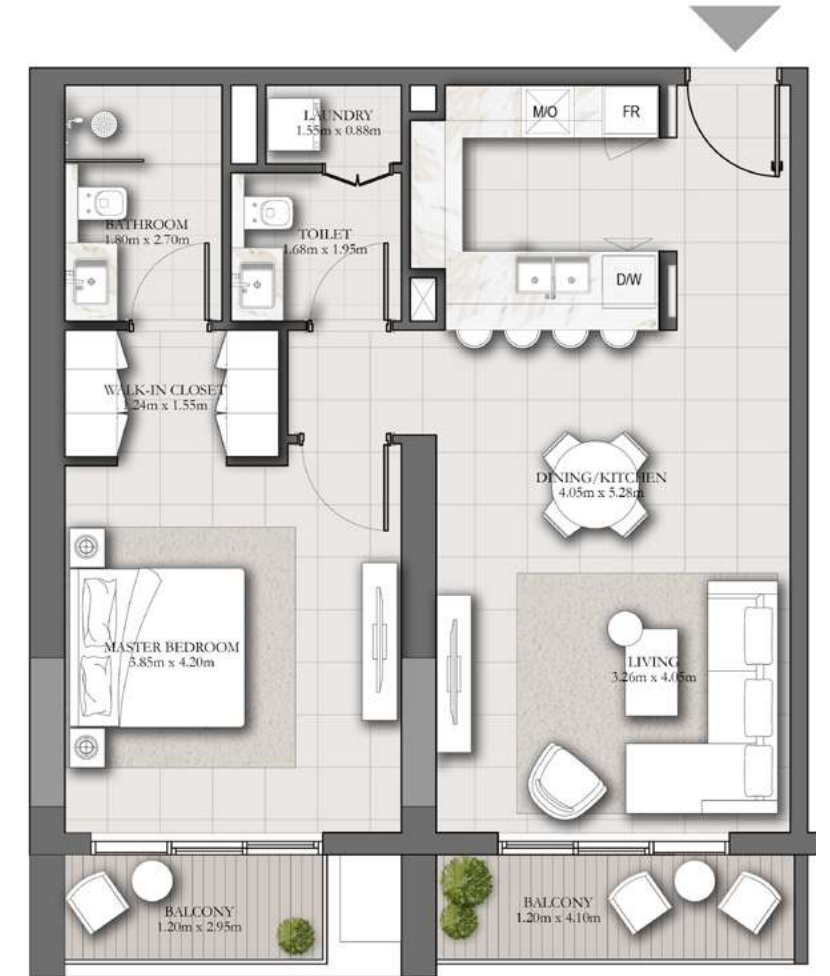 M/O
FR
LAUNDRY
1.55m x 0.88m
BATHROOM
1.80m x 2.70m
TOILET
1.68m x 1.95m
D/W
WALK-IN CLOSET
2.24m x 1.55m
DINING/KITCHEN
4.05m x 5.28m
MASTER BEDROOM
3.85m x 4.20m
LIVING
3.26m x 4.05m
BALCONY
1.20m x 2.95m
BALCONY
1.20m x 4.10m